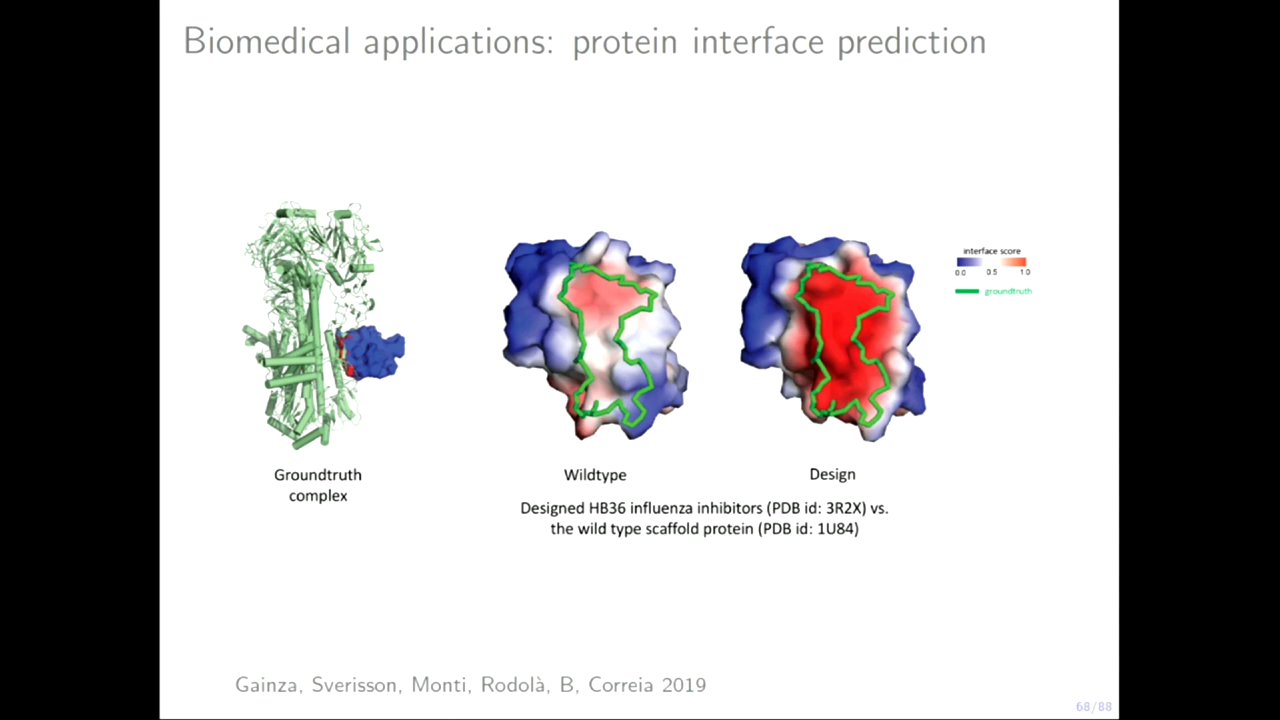 Biomedical applications: protein interface prediction
interface score
0.0 0.5 1.0
groundtruth
Groundtruth
complex
Wildtype
Design
Designed HB36 influenza inhibitors (PDB id: 3R2X) vs.
the wild type scaffold protein (PDB id: 1U84)
Gainza, Sverisson, Monti, Rodolà, B, Correia 2019
68/88